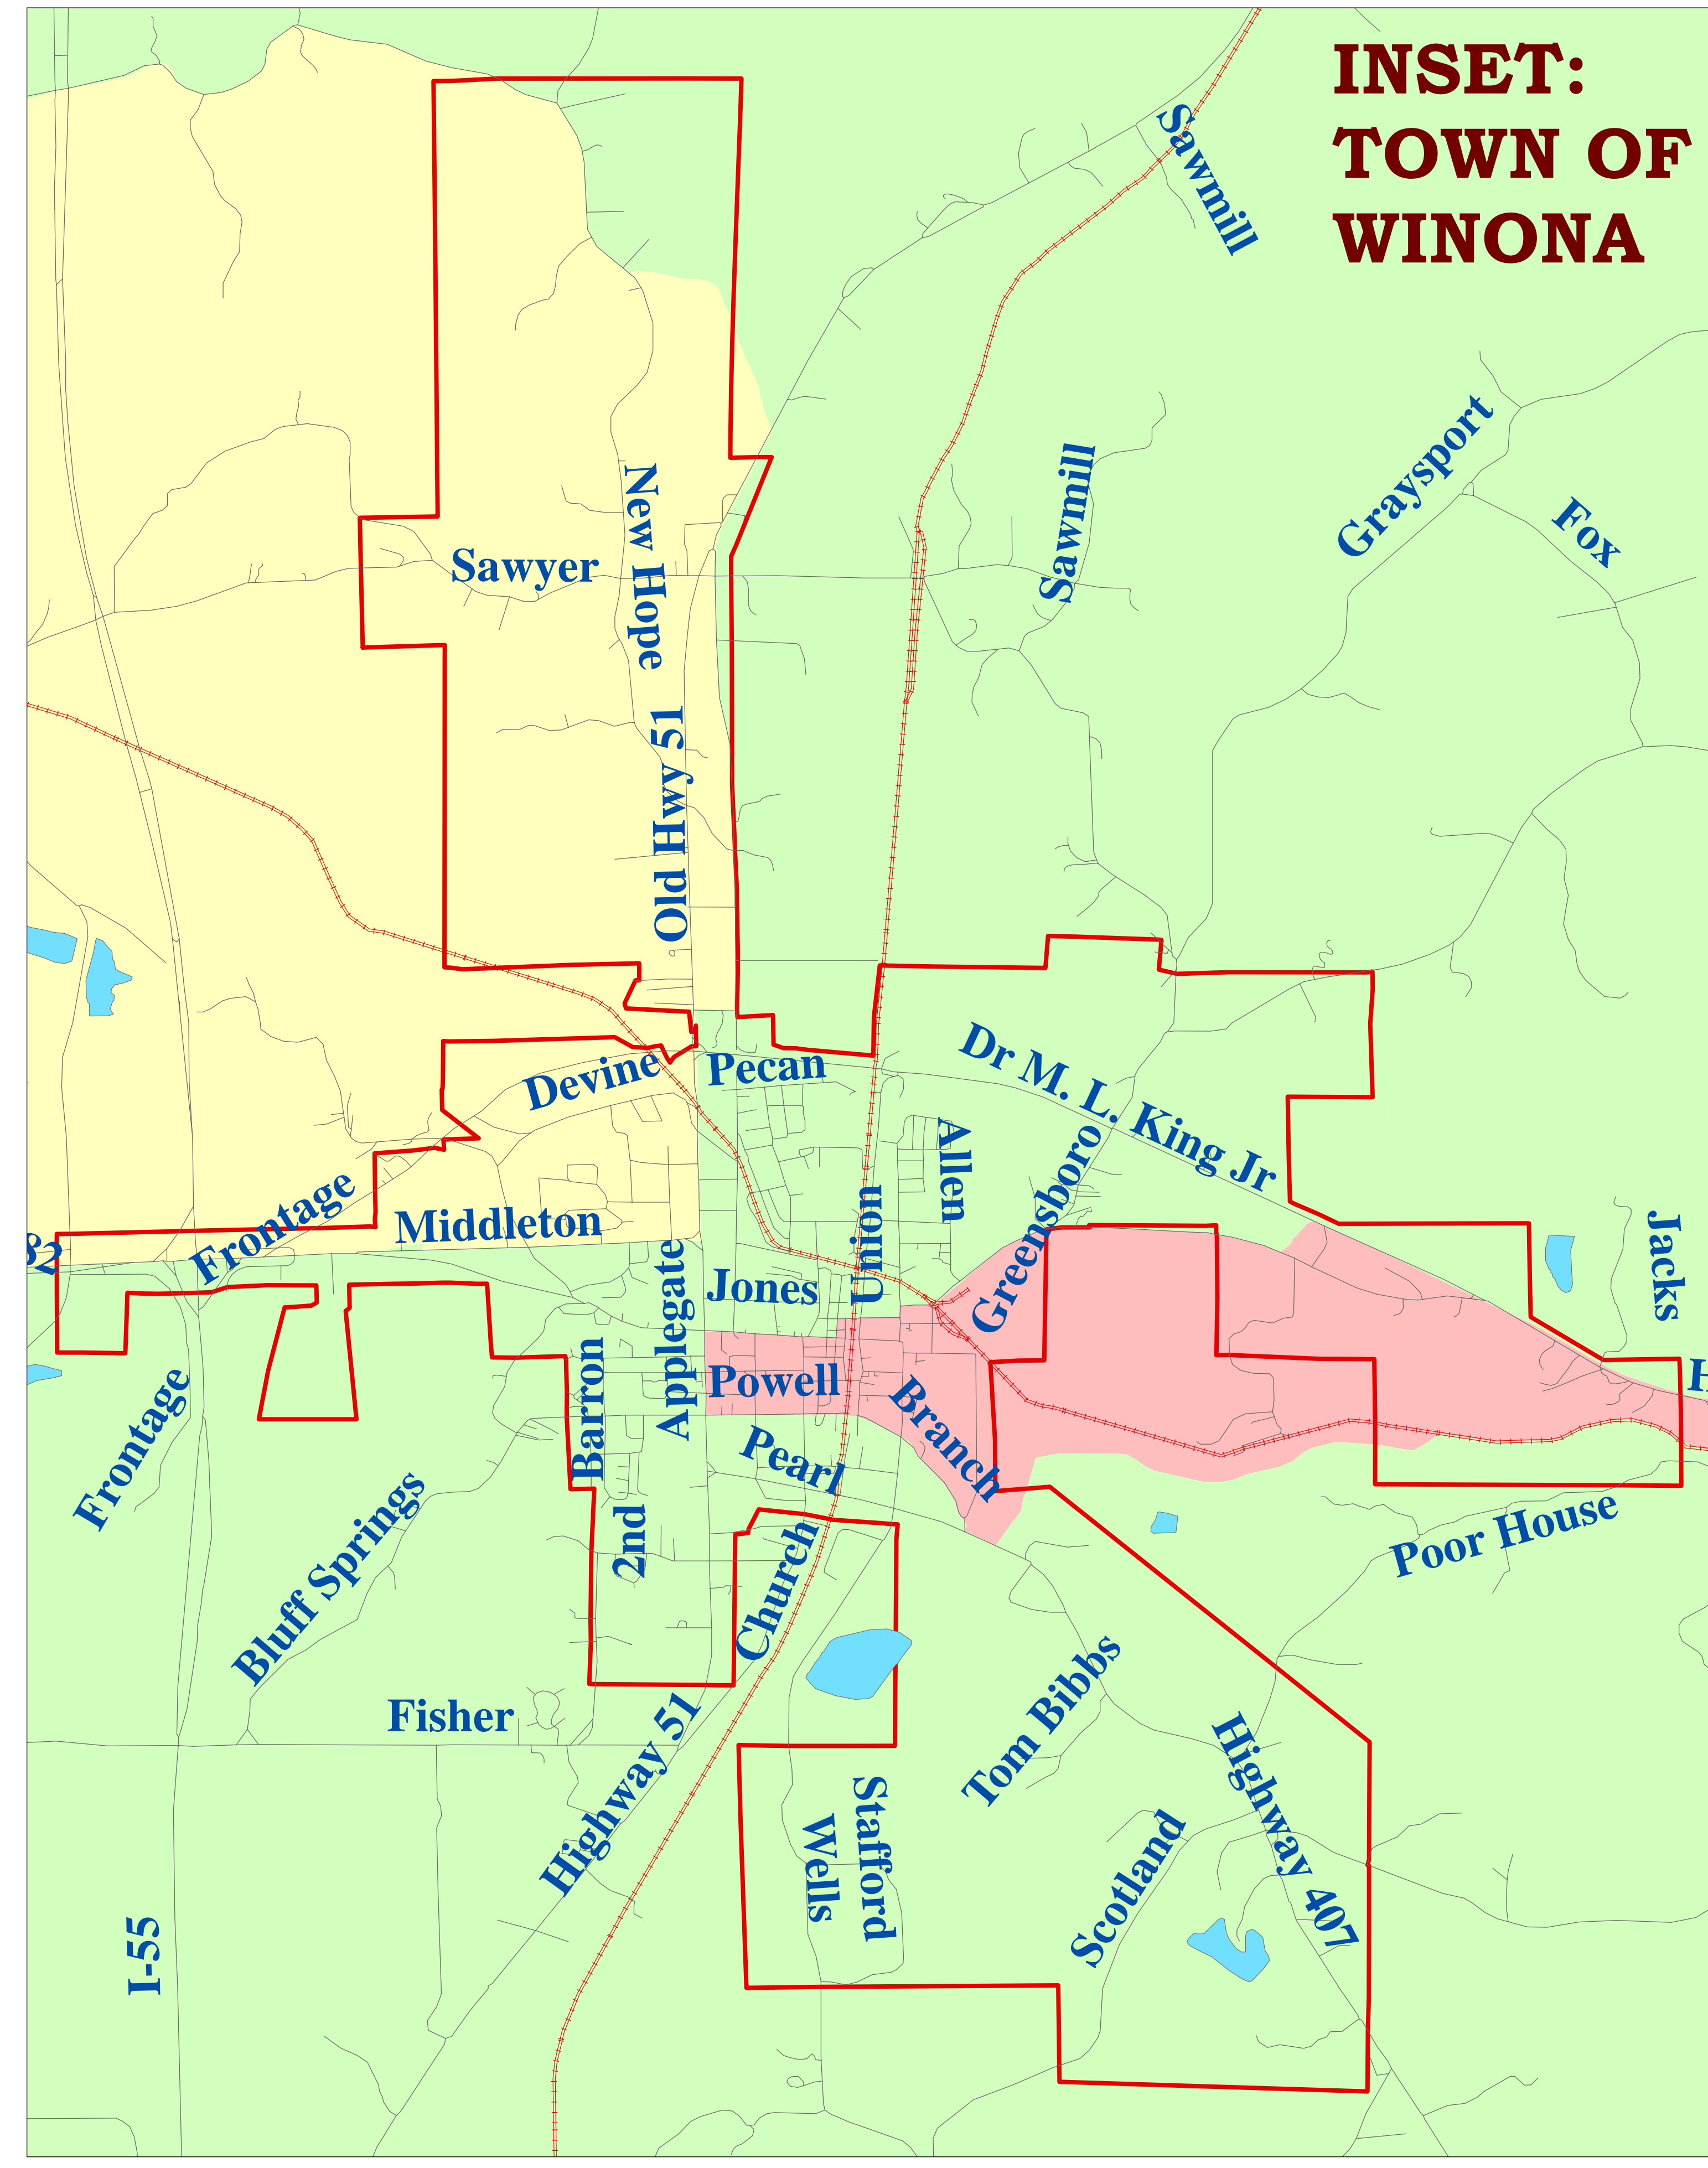 INSET:
TOWN OF
WINONA
Sawmill
Graysport
Fox
Sawmill
New Hope
Sawyer
Old Hwy 51
Devine
Pecan
Dr M. L. King Jr
Allen
Greensboro
Frontage
Middleton
Union
Jacks
82
Jones
Applegate
Powell
Barron
Branch
H
Frontage
Pearl
Bluff Springs
2nd
Church
Poor House
Tom Bibbs
Fisher
Highway 51
Highway 407
Stafford
Wells
Scotland
I-55